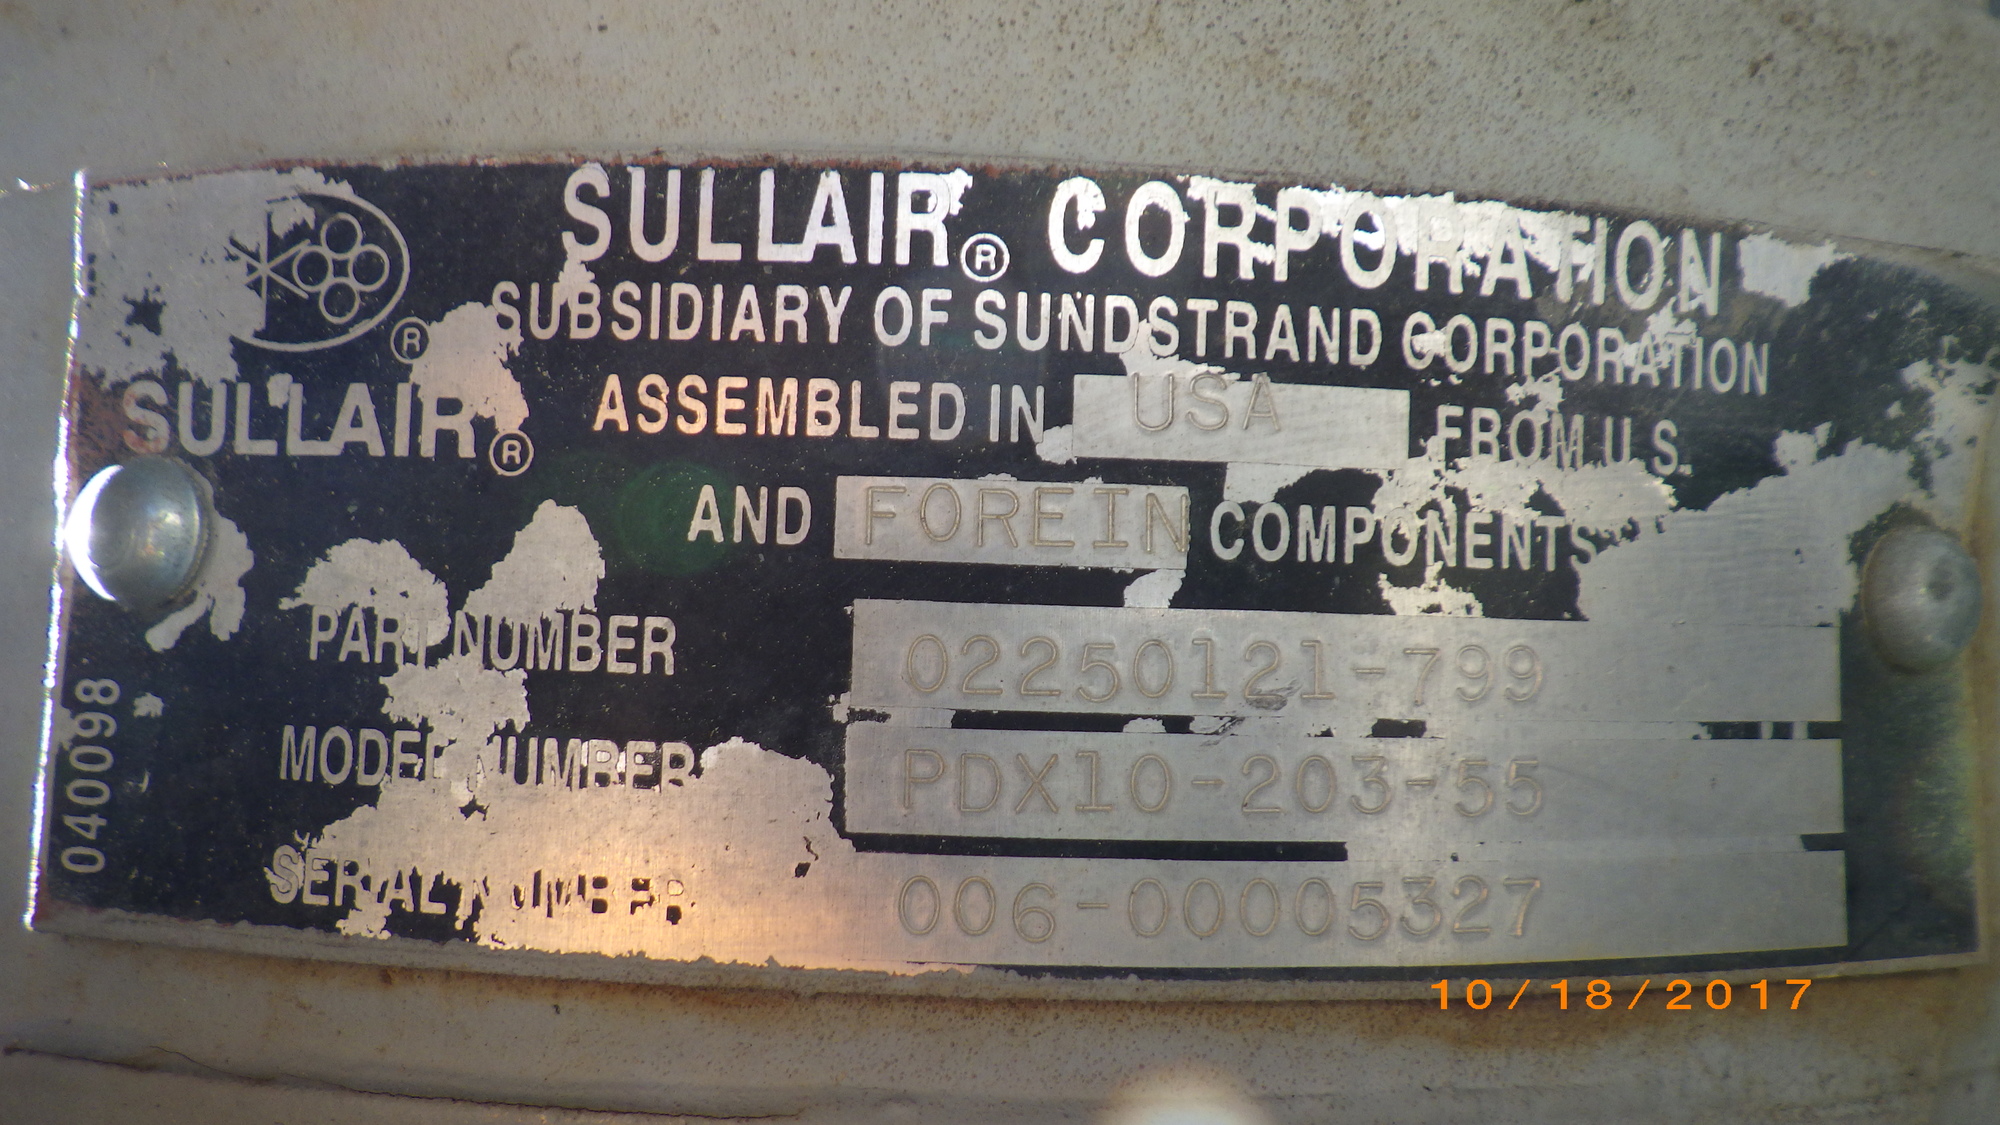 SULLAIR® CORPORATION
SUBSIDIARY OF SUNDSTRAND CORPORATION
®
SULLAIR®
ASSEMBLED IN USA FROM U.S.
AND FOREIN COMPONENTS
PART NUMBER 02250121-799
MODEL NUMBER PDX10-203-55
SERIAL NUMBER 006-00005327
0400098
10/18/2017